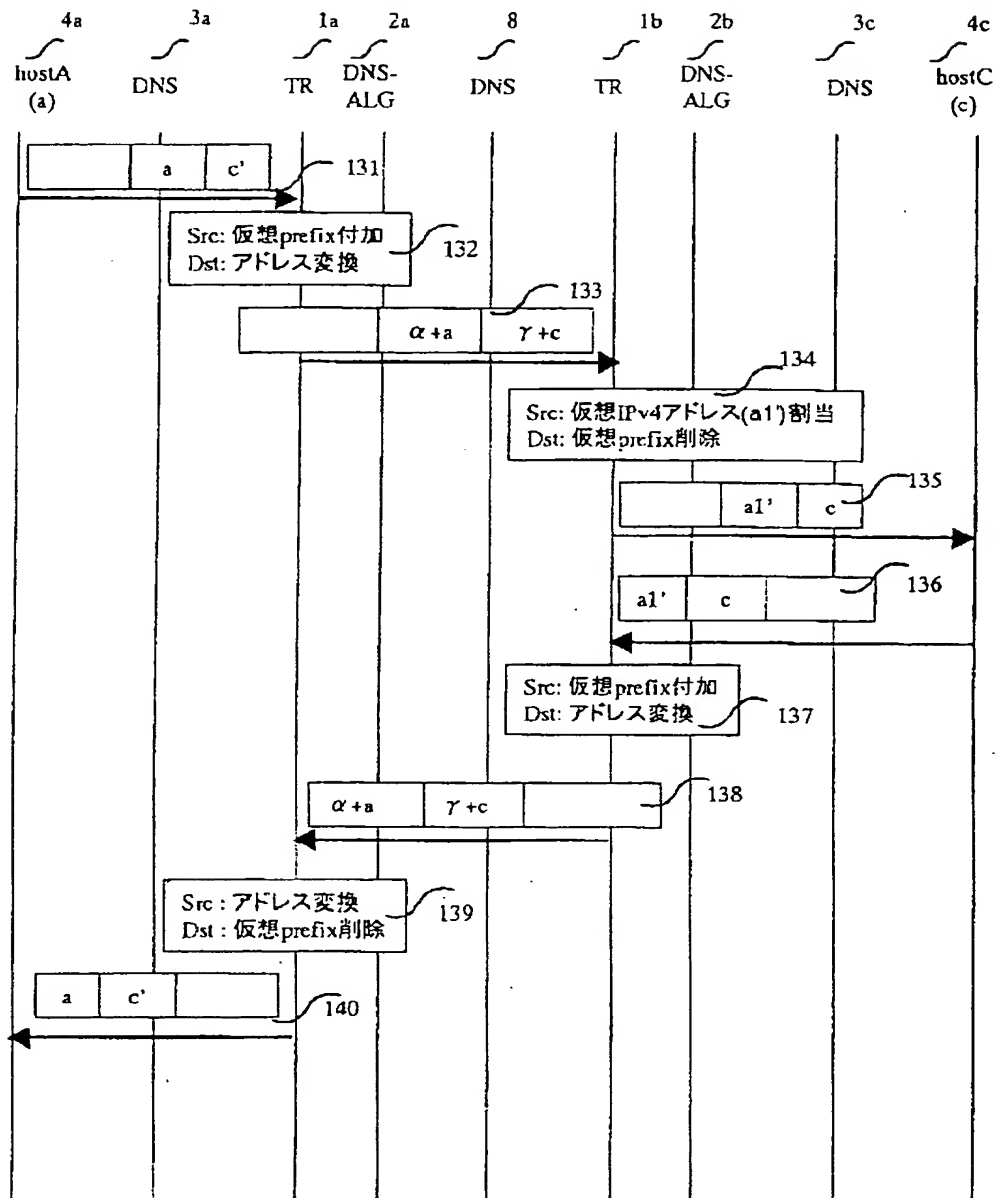 4a 3a 1a 2a 8 1b 2b 3c 4c
hostA (a)
DNS
TR
DNS-ALG
DNS
TR
DNS-ALG
DNS
hostC (c)
a c' 131
Src: 仮想prefix付加
Dst: アドレス変換
132
133
α+a γ+c
134
Src: 仮想IPv4アドレス(a1')割当
Dst: 仮想prefix削除
a1' c 135
a1' c 136
Src: 仮想prefix付加
Dst: アドレス変換
137
α+a γ+c 138
Src : アドレス変換
Dst : 仮想prefix削除
139
a c' 140